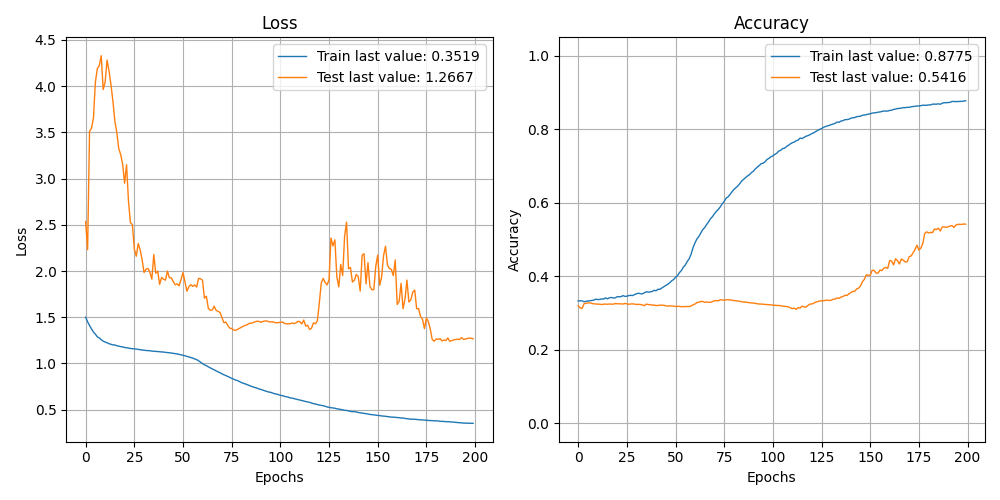 Loss
Train last value: 0.3519
Test last value: 1.2667
4.5
4.0
3.5
3.0
2.5
2.0
1.5
1.0
0.5
Loss
0 25 50 75 100 125 150 175 200
Epochs
Accuracy
Train last value: 0.8775
Test last value: 0.5416
1.0
0.8
0.6
0.4
0.2
0.0
Accuracy
0 25 50 75 100 125 150 175 200
Epochs